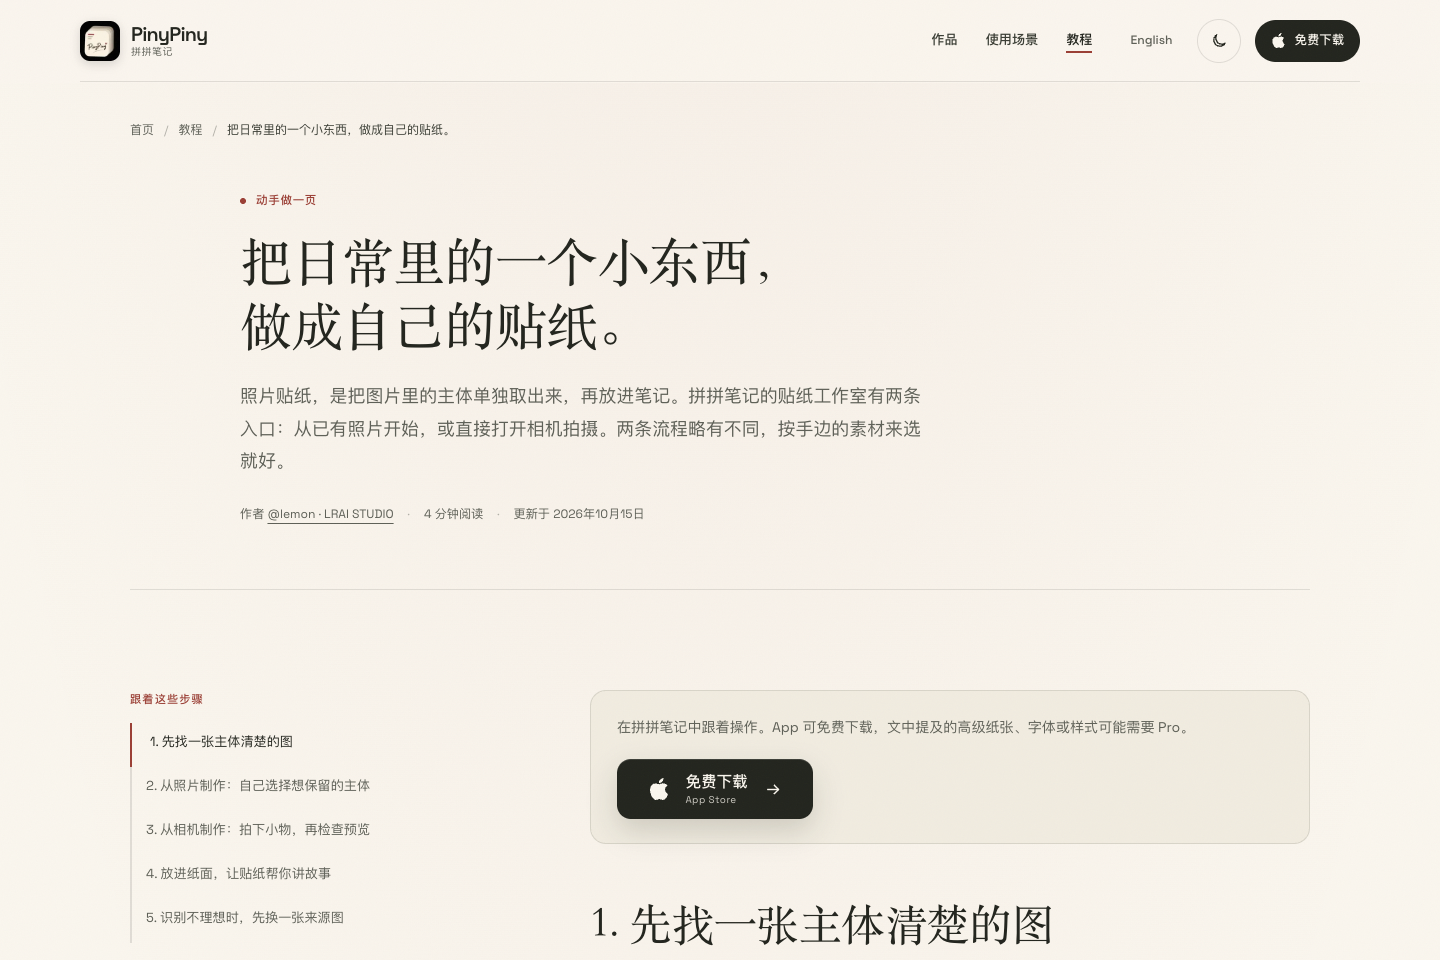 PinyPiny
拼拼笔记
作品
使用场景
教程
English
免费下载
首页 / 教程 / 把日常里的一个小东西，做成自己的贴纸。
动手做一页
把日常里的一个小东西，
做成自己的贴纸。
照片贴纸，是把图片里的主体单独取出来，再放进笔记。拼拼笔记的贴纸工作室有两条
入口：从已有照片开始，或直接打开相机拍摄。两条流程略有不同，按手边的素材来选
就好。
作者 @lemon · LRAI STUDIO · 4 分钟阅读 · 更新于 2026年10月15日
跟着这些步骤
1. 先找一张主体清楚的图
2. 从照片制作：自己选择想保留的主体
3. 从相机制作：拍下小物，再检查预览
4. 放进纸面，让贴纸帮你讲故事
5. 识别不理想时，先换一张来源图
在拼拼笔记中跟着操作。App 可免费下载，文中提及的高级纸张、字体或样式可能需要 Pro。
免费下载
App Store
1. 先找一张主体清楚的图